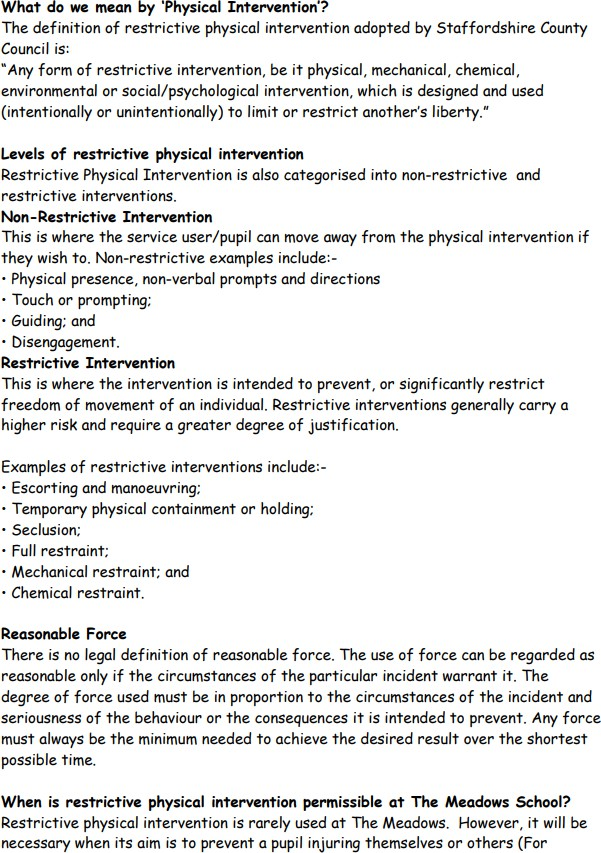 What do we mean by ‘Physical Intervention’?
The definition of restrictive physical intervention adopted by Staffordshire County
Council is:
“Any form of restrictive intervention, be it physical, mechanical, chemical,
environmental or social/psychological intervention, which is designed and used
(intentionally or unintentionally) to limit or restrict another’s liberty.”
Levels of restrictive physical intervention
Restrictive Physical Intervention is also categorised into non-restrictive and
restrictive interventions.
Non-Restrictive Intervention
This is where the service user/pupil can move away from the physical intervention if
they wish to. Non-restrictive examples include:-
• Physical presence, non-verbal prompts and directions
• Touch or prompting;
• Guiding; and
• Disengagement.
Restrictive Intervention
This is where the intervention is intended to prevent, or significantly restrict
freedom of movement of an individual. Restrictive interventions generally carry a
higher risk and require a greater degree of justification.
Examples of restrictive interventions include:-
• Escorting and manoeuvring;
• Temporary physical containment or holding;
• Seclusion;
• Full restraint;
• Mechanical restraint; and
• Chemical restraint.
Reasonable Force
There is no legal definition of reasonable force. The use of force can be regarded as
reasonable only if the circumstances of the particular incident warrant it. The
degree of force used must be in proportion to the circumstances of the incident and
seriousness of the behaviour or the consequences it is intended to prevent. Any force
must always be the minimum needed to achieve the desired result over the shortest
possible time.
When is restrictive physical intervention permissible at The Meadows School?
Restrictive physical intervention is rarely used at The Meadows. However, it will be
necessary when its aim is to prevent a pupil injuring themselves or others (For